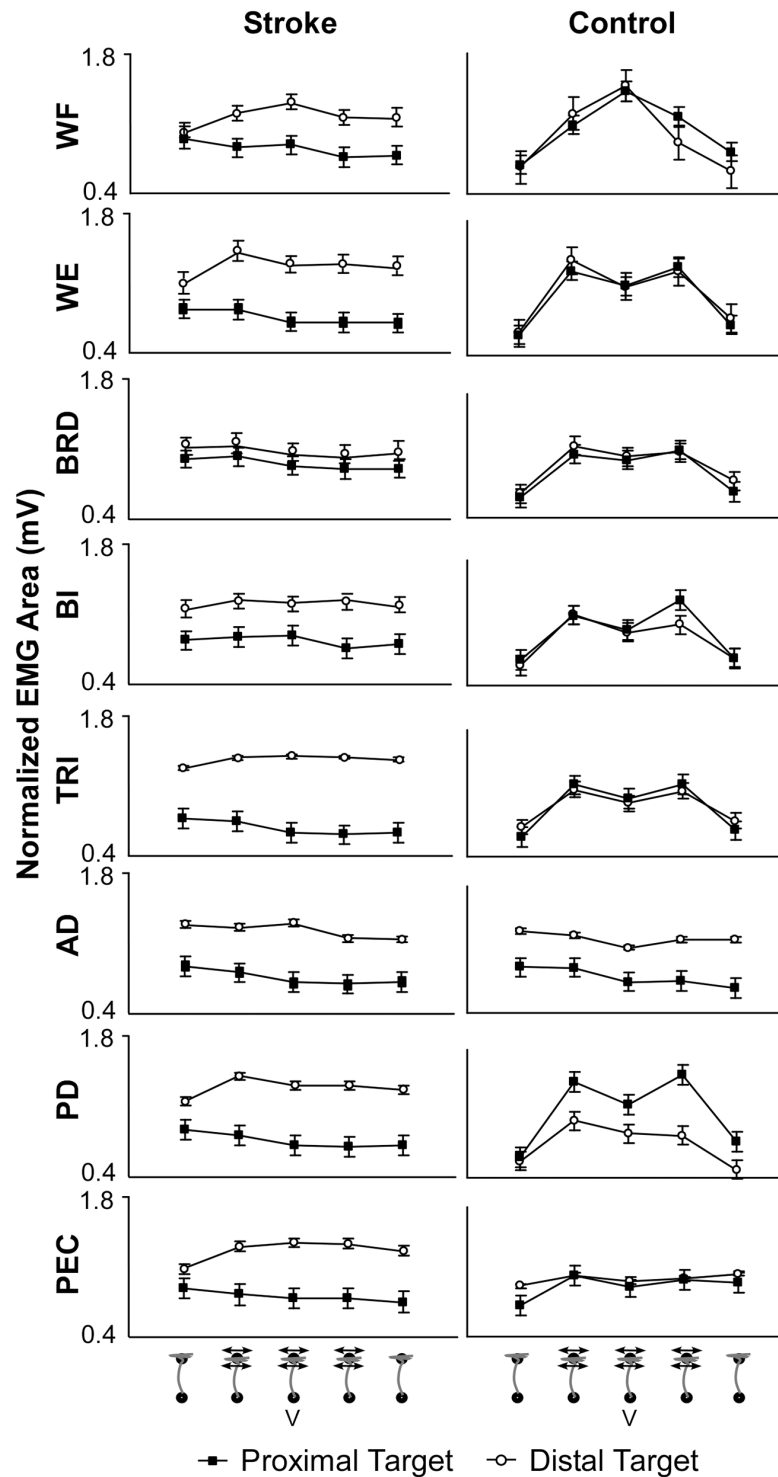 Stroke Control
Normalized EMG Area (mV)
WF
1.8
0.4
WE
1.8
0.4
BRD
1.8
0.4
BI
1.8
0.4
TRI
1.8
0.4
AD
1.8
0.4
PD
1.8
0.4
PEC
1.8
0.4
V V
Proximal Target Distal Target